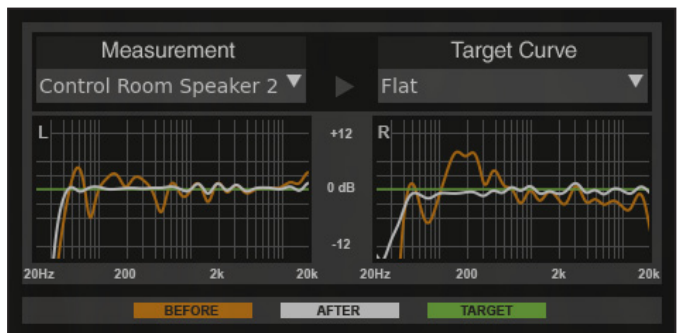 Measurement
Target Curve
Control Room Speaker 2
Flat
L
+12
R
0 dB
-12
20Hz 200 2k 20k
20Hz 200 2k 20k
BEFORE AFTER TARGET